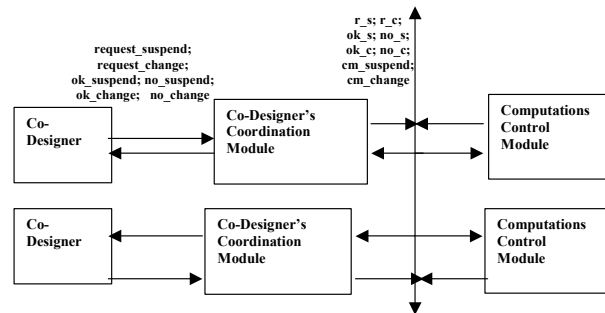 r_s; r_c;
ok_s; no_s;
ok_c; no_c;
cm_suspend;
cm_change
request_suspend;
request_change;
ok_suspend; no_suspend;
ok_change; no_change
Co-
Designer
Co-Designer's
Coordination
Module
Computations
Control
Module
Co-
Designer
Co-Designer's
Coordination
Module
Computations
Control
Module